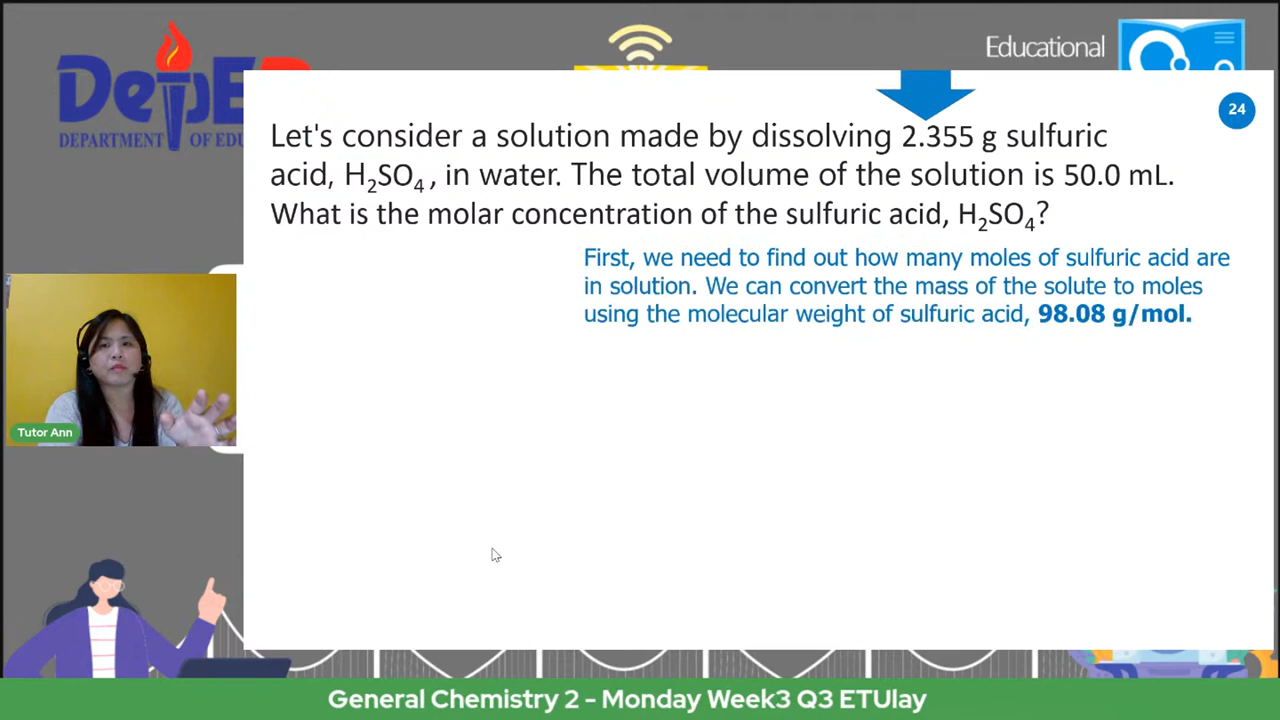 DepE
DEPARTMENT OF EDU
Educational
24
Let's consider a solution made by dissolving 2.355 g sulfuric
acid, H₂SO₄ , in water. The total volume of the solution is 50.0 mL.
What is the molar concentration of the sulfuric acid, H₂SO₄?
First, we need to find out how many moles of sulfuric acid are
in solution. We can convert the mass of the solute to moles
using the molecular weight of sulfuric acid, 98.08 g/mol.
Tutor Ann
General Chemistry 2 - Monday Week3 Q3 ETUlay